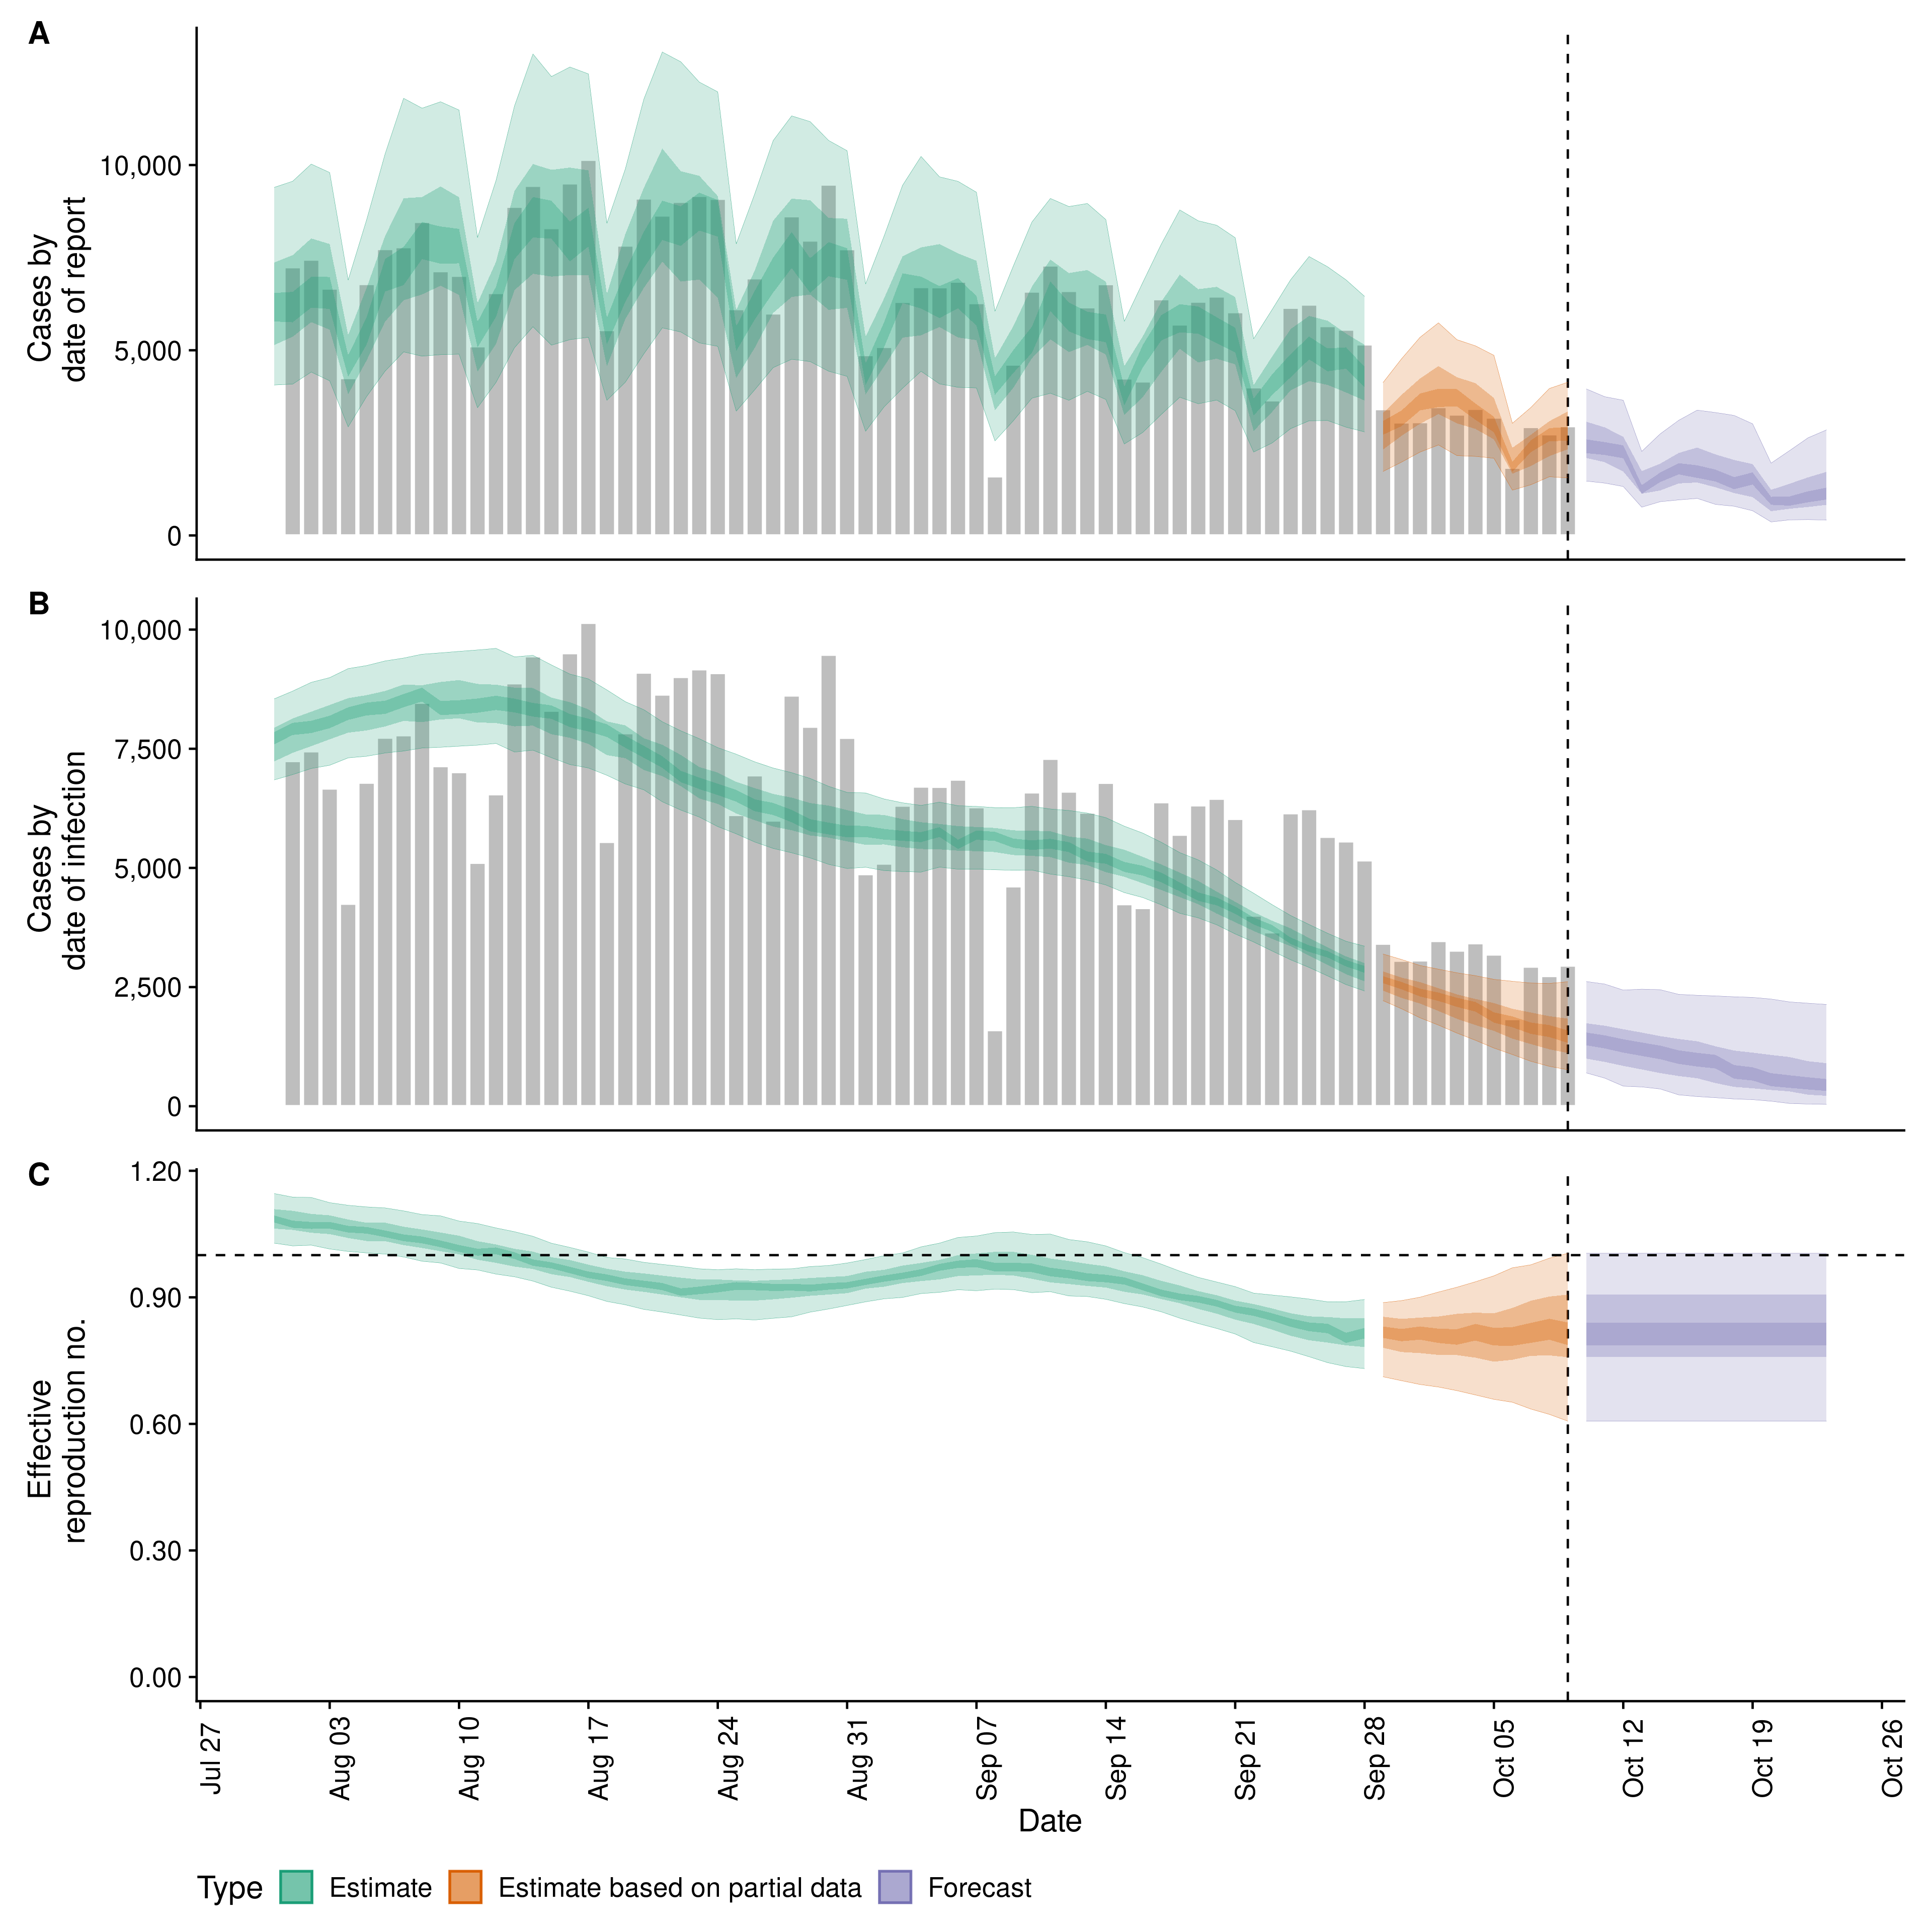 A
Cases by
date of report
10,000
5,000
0
B
Cases by
date of infection
10,000
7,500
5,000
2,500
0
C
Effective
reproduction no.
1.20
0.90
0.60
0.30
0.00
Jul 27
Aug 03
Aug 10
Aug 17
Aug 24
Aug 31
Sep 07
Sep 14
Sep 21
Sep 28
Oct 05
Oct 12
Oct 19
Oct 26
Date
Type Estimate Estimate based on partial data Forecast